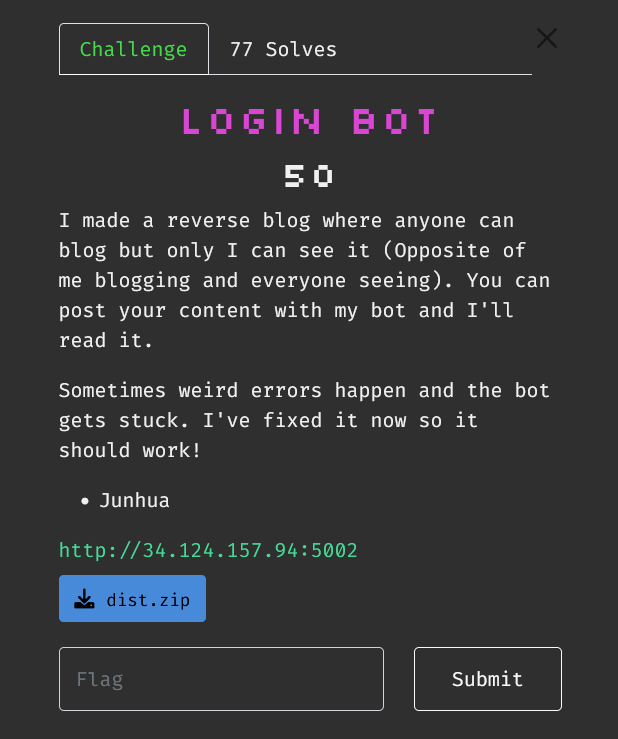 Challenge
77 Solves
LOGIN BOT
50
I made a reverse blog where anyone can
blog but only I can see it (Opposite of
me blogging and everyone seeing). You can
post your content with my bot and I'll
read it.
Sometimes weird errors happen and the bot
gets stuck. I've fixed it now so it
should work!
• Junhua
http://34.124.157.94:5002
dist.zip
Flag
Submit